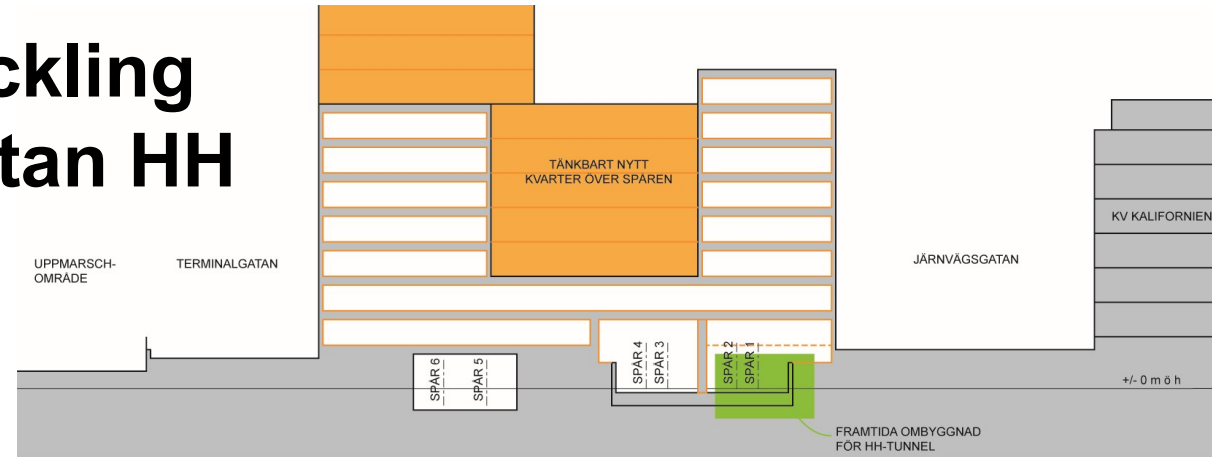 ckling
tan HH
TÄNKBART NYTT
KVARTER ÖVER SPÅREN
KV KALIFORNIEN
UPPMARSCH-
OMRÅDE
TERMINALGATAN
JÄRNVÄGSGATAN
SPÅR 6
SPÅR 5
SPÅR 4
SPÅR 3
SPÅR 2
SPÅR 1
+/- 0 m ö h
FRAMTIDA OMBYGGNAD
FÖR HH-TUNNEL